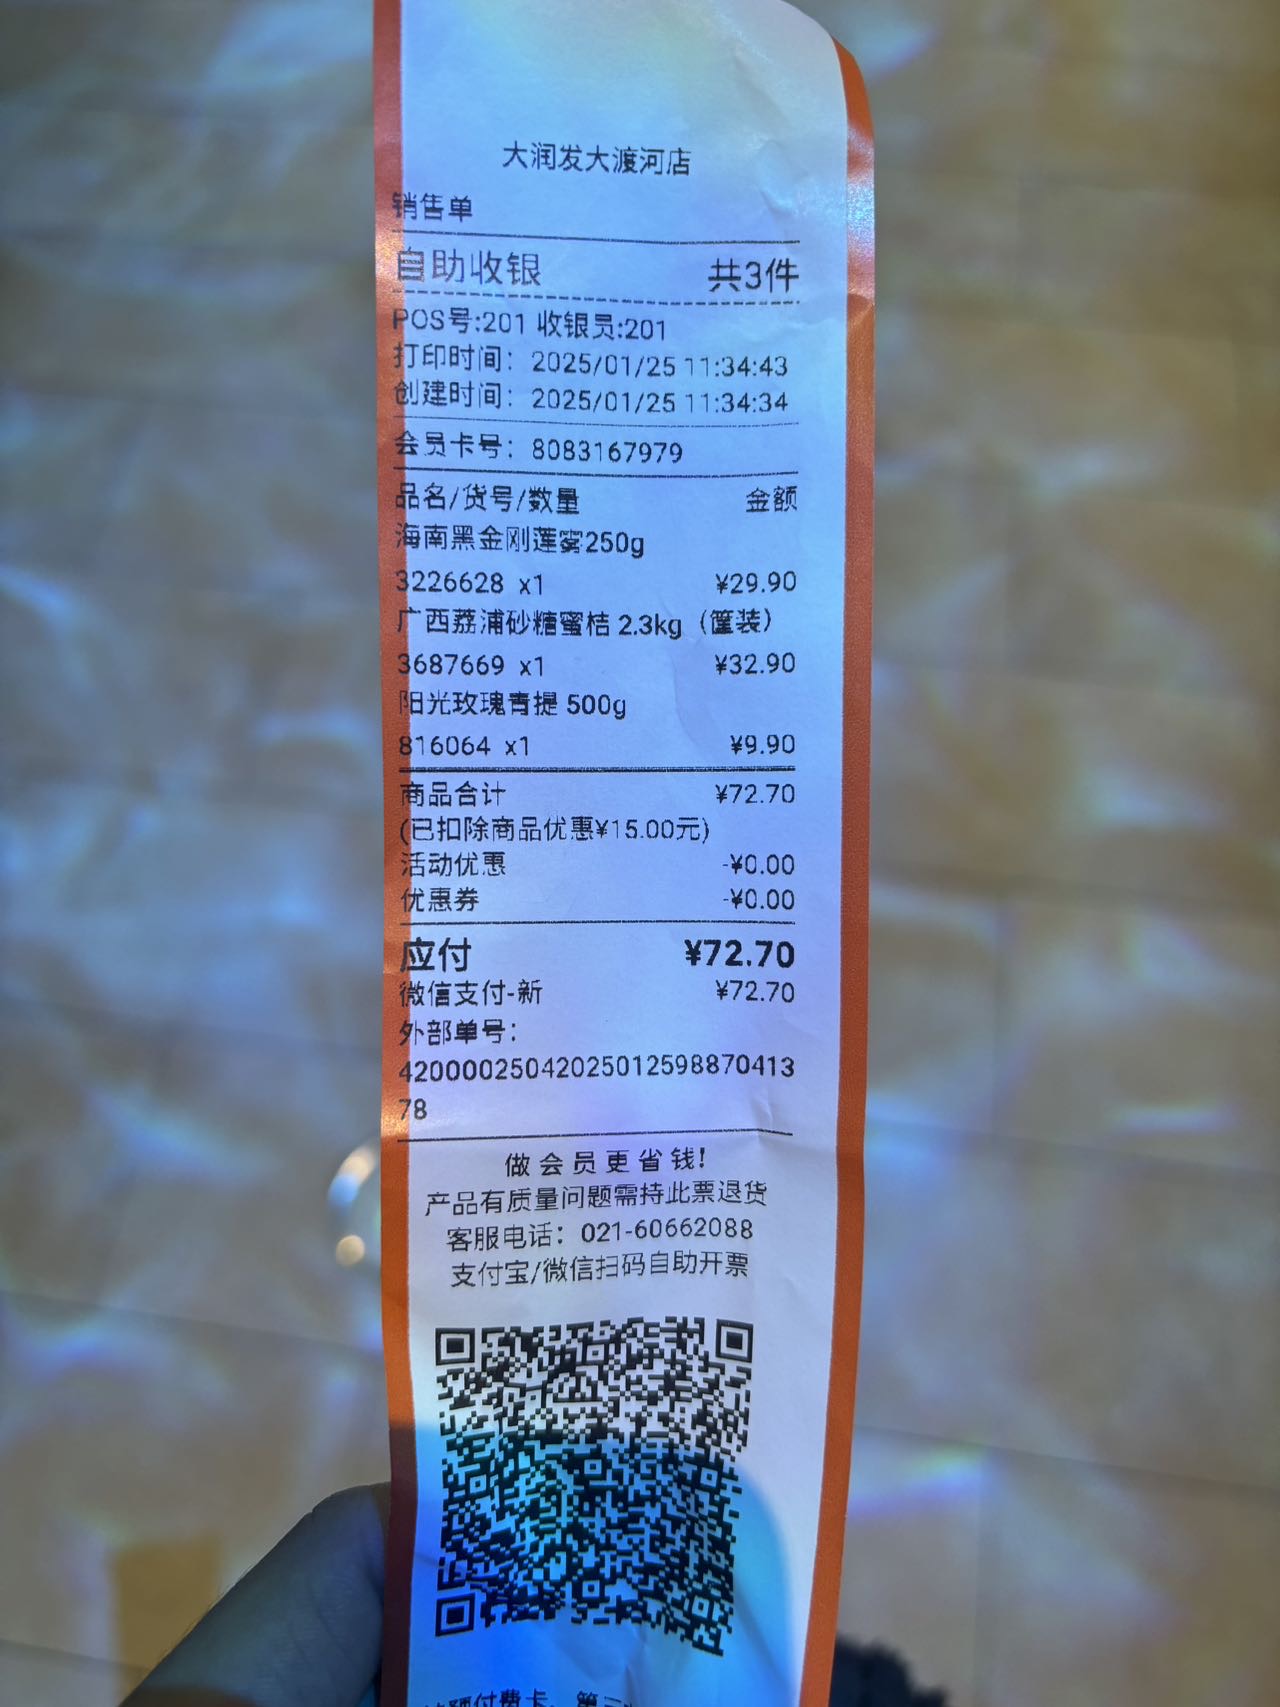 大润发大渡河店
销售单
自助收银 共3件
POS号:201 收银员:201
打印时间: 2025/01/25 11:34:43
创建时间: 2025/01/25 11:34:34
会员卡号: 8083167979
品名/货号/数量 金额
海南黑金刚莲雾250g
3226628 x1 ¥29.90
广西荔浦砂糖蜜桔 2.3kg（筐装）
3687669 x1 ¥32.90
阳光玫瑰青提 500g
816064 x1 ¥9.90
商品合计 ¥72.70
(已扣除商品优惠¥15.00元)
活动优惠 -¥0.00
优惠券 -¥0.00
应付 ¥72.70
微信支付-新 ¥72.70
外部单号:
42000025042025012598870413
78
做会员更省钱!
产品有质量问题需持此票退货
客服电话: 021-60662088
支付宝/微信扫码自助开票